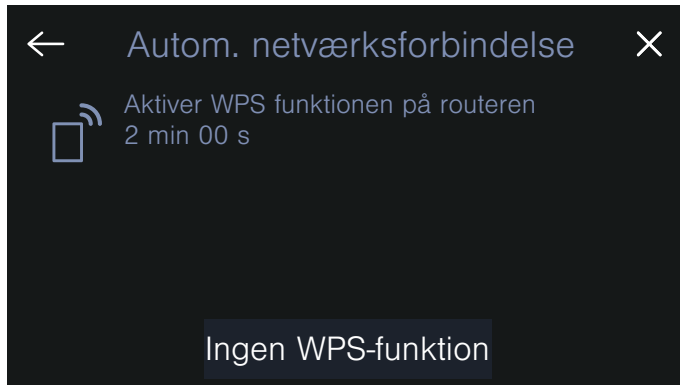 Autom. netværksforbindelse
Aktiver WPS funktionen på routeren
2 min 00 s
Ingen WPS-funktion